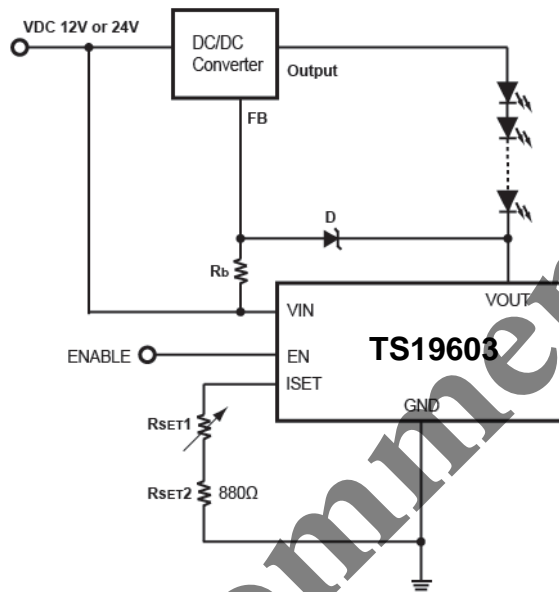 VDC 12V or 24V
DC/DC
Converter
Output
FB
D
Rb
VIN
VOUT
ENABLE
EN
TS19603
ISET
GND
RSET1
RSET2 880Ω